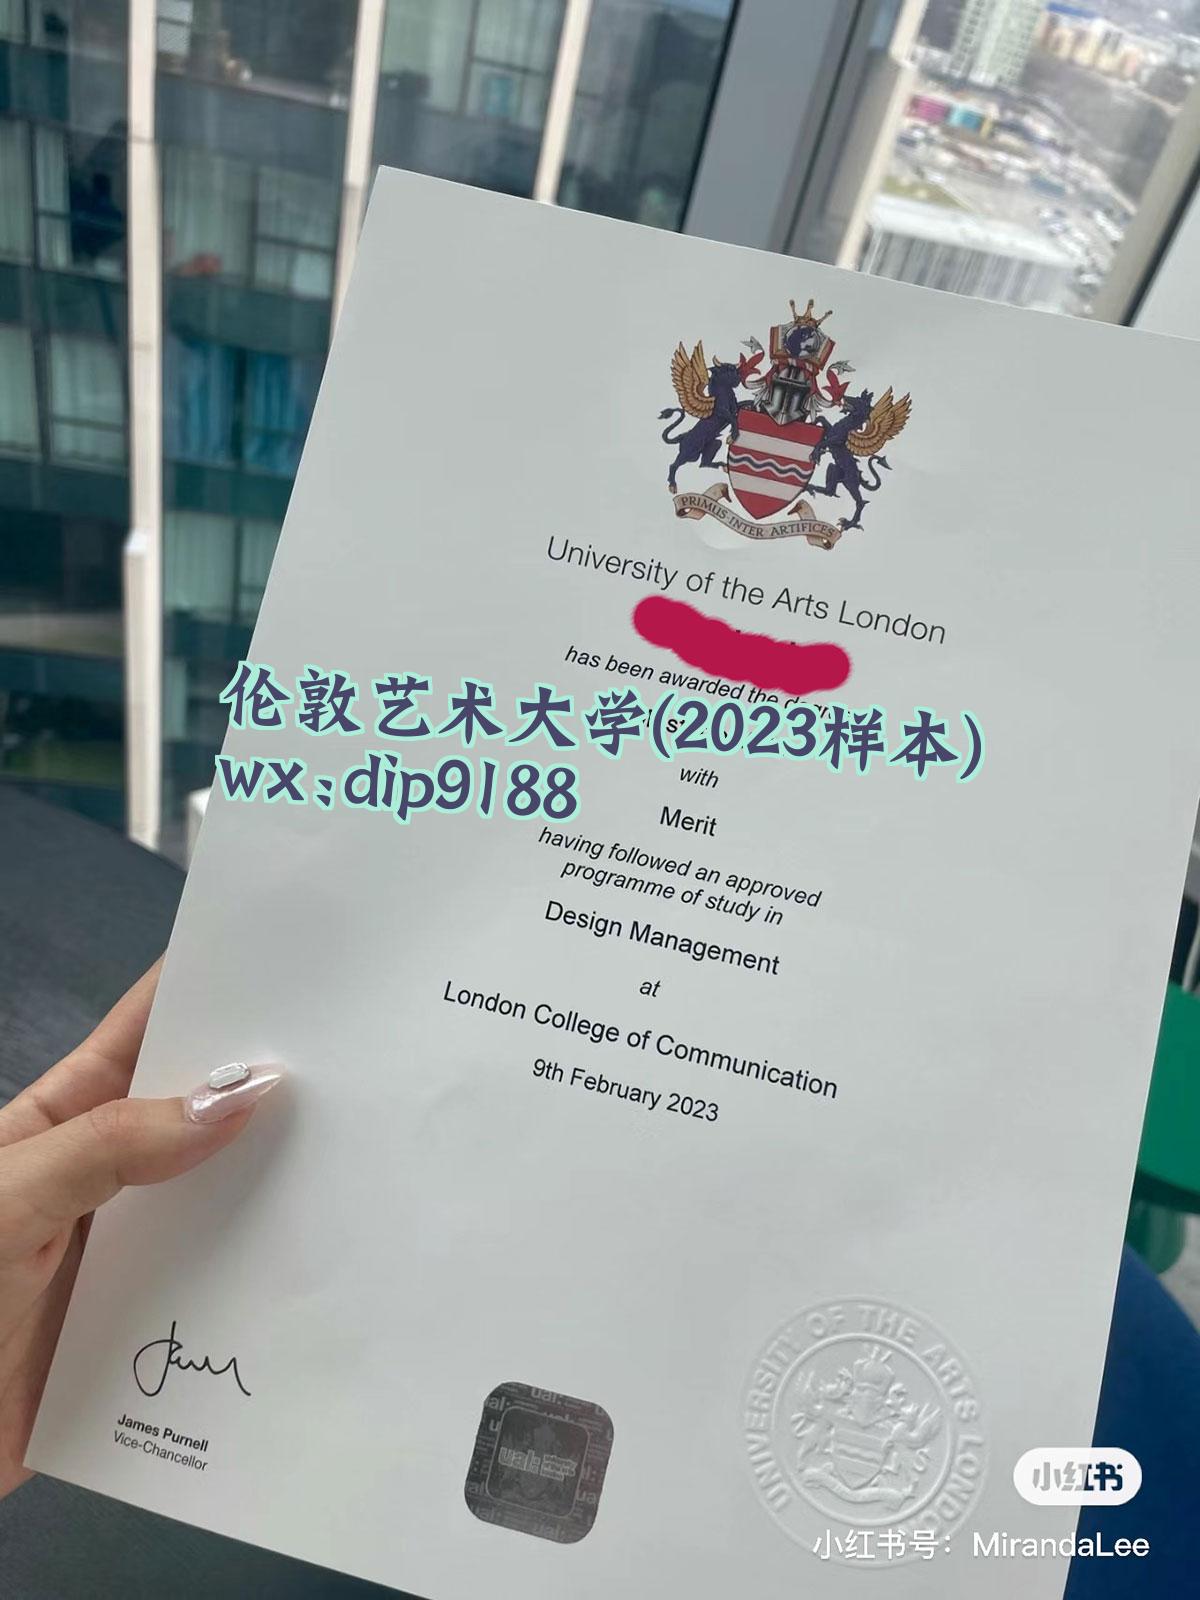 PRIMUS·INTER ARTIFICES
University of the Arts London
has been awarded the degree
伦敦艺术大学(2023样本)
wx:dip9188
with
Merit
having followed an approved
programme of study in
Design Management
at
London College of Communication
9th February 2023
James Purnell
Vice-Chancellor
ual:
UNIVERSITY OF THE ARTS LONDON
小红书
小红书号：MirandaLee